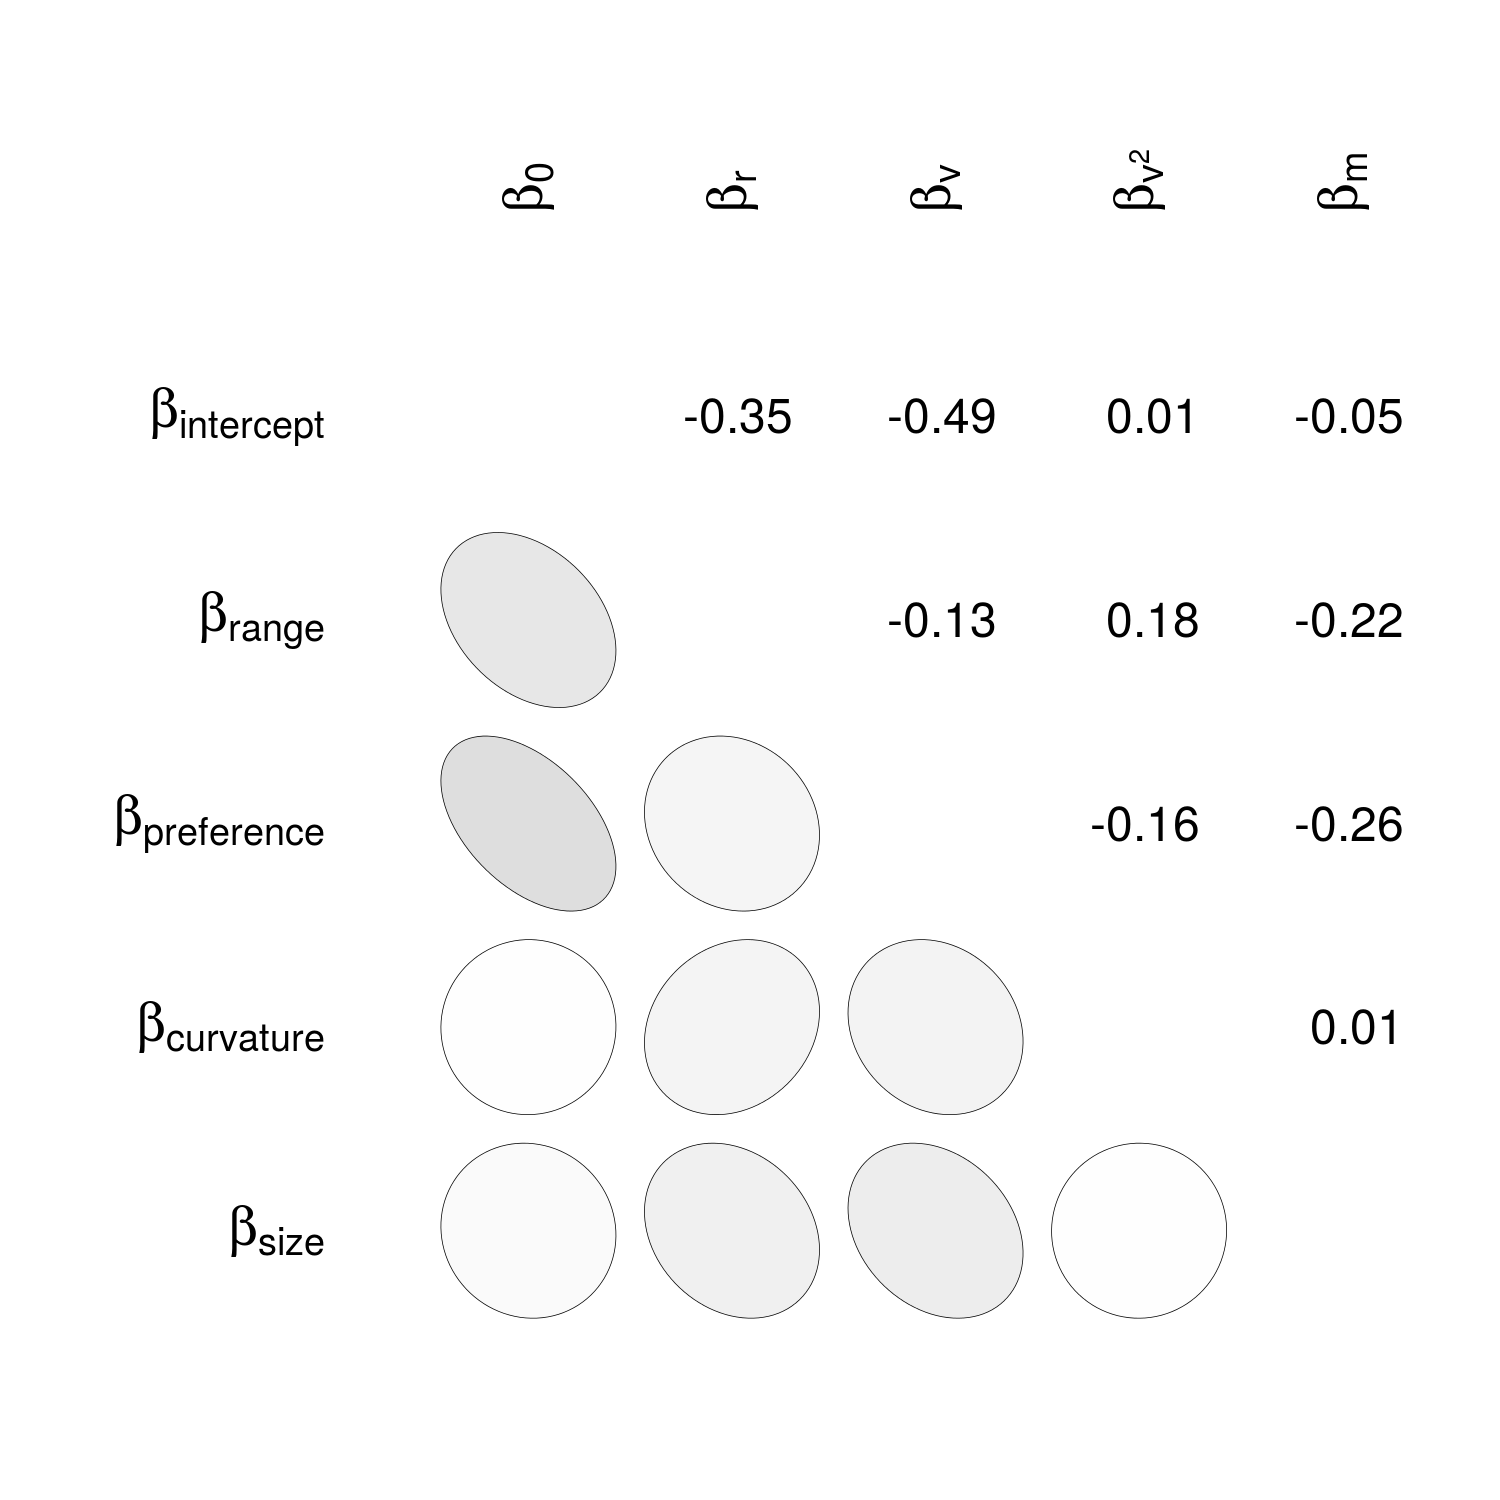 β0 βr βv βv² βm
βintercept -0.35 -0.49 0.01 -0.05
βrange -0.13 0.18 -0.22
βpreference -0.16 -0.26
βcurvature 0.01
βsize